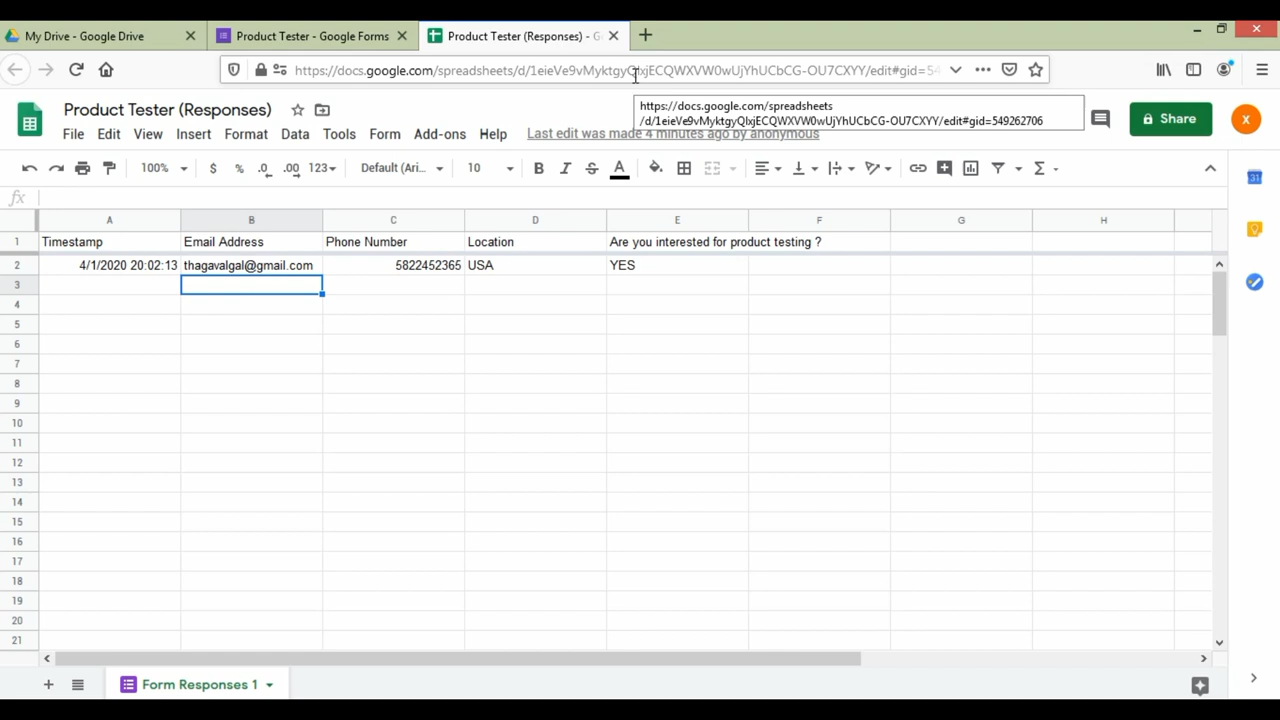 My Drive - Google Drive
Product Tester - Google Forms
Product Tester (Responses) - G
https://docs.google.com/spreadsheets/d/1eieVe9vMyktgyQlxjECQWXVW0wUjYhUCbCG-OU7CXYY/edit#gid=54
Product Tester (Responses)
https://docs.google.com/spreadsheets
/d/1eieVe9vMyktgyQlxjECQWXVW0wUjYhUCbCG-OU7CXYY/edit#gid=549262706
Share
X
File Edit View Insert Format Data Tools Form Add-ons Help Last edit was made 4 minutes ago by anonymous
100% $ % .0 .00 123 Default (Ari... 10 B I S A Σ
fx
A B C D E F G H
1 Timestamp Email Address Phone Number Location Are you interested for product testing ?
2 4/1/2020 20:02:13 thagavalgal@gmail.com 5822452365 USA YES
3
4
5
6
7
8
9
10
11
12
13
14
15
16
17
18
19
20
21
Form Responses 1
31